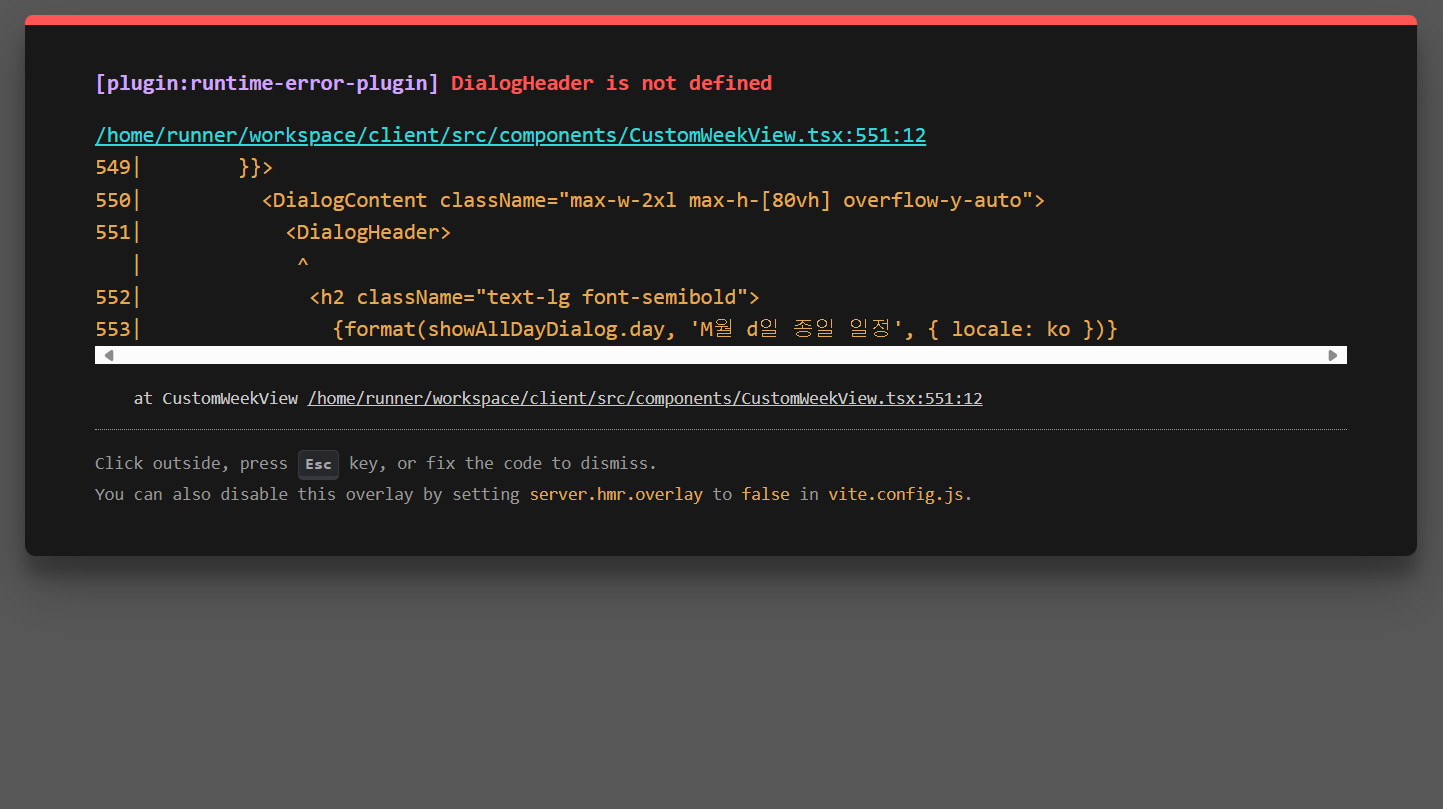 [plugin:runtime-error-plugin] DialogHeader is not defined
/home/runner/workspace/client/src/components/CustomWeekView.tsx:551:12
549|        }}>
550|          <DialogContent className="max-w-2xl max-h-[80vh] overflow-y-auto">
551|            <DialogHeader>
   |             ^
552|              <h2 className="text-lg font-semibold">
553|                {format(showAllDayDialog.day, 'M월 d일 종일 일정', { locale: ko })}
at CustomWeekView /home/runner/workspace/client/src/components/CustomWeekView.tsx:551:12
Click outside, press Esc key, or fix the code to dismiss.
You can also disable this overlay by setting server.hmr.overlay to false in vite.config.js.